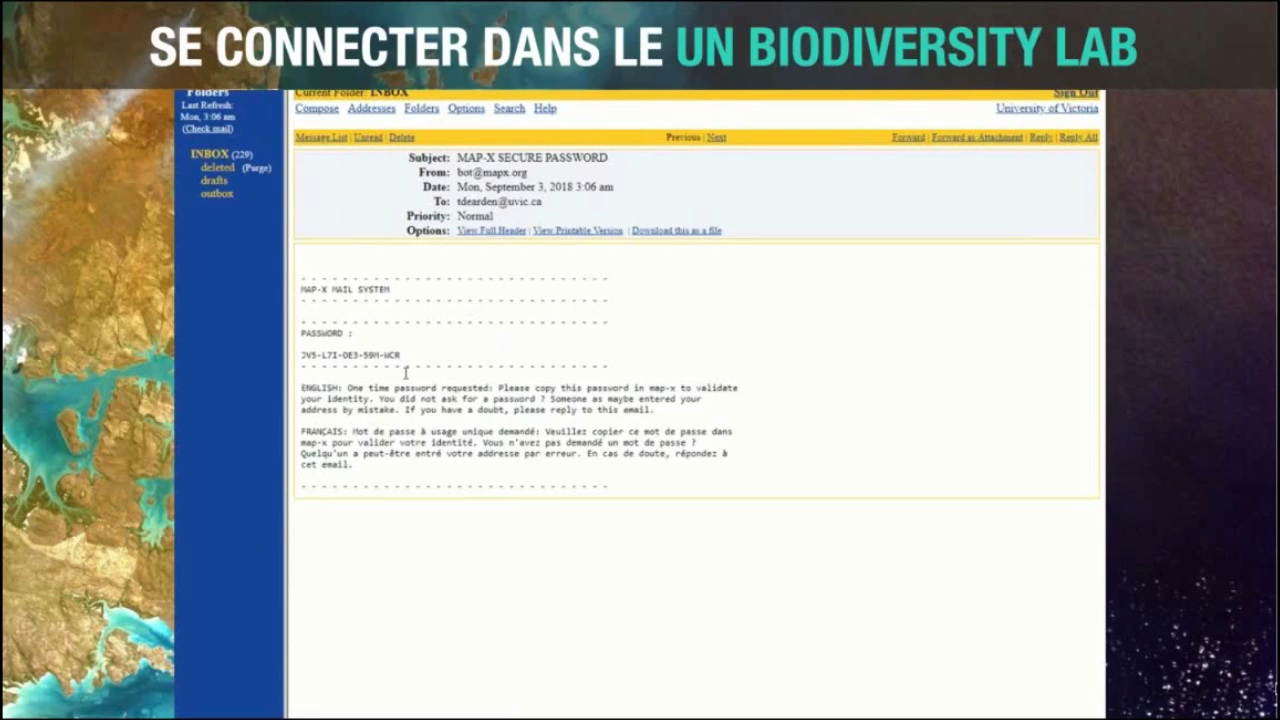 SE CONNECTER DANS LE UN BIODIVERSITY LAB
Folders
Last Refresh:
Mon, 3:06 am
(Check mail)
INBOX (229)
deleted (Purge)
drafts
outbox
Current Folder: INBOX Sign Out
Compose Addresses Folders Options Search Help University of Victoria
Message List | Unread | Delete Previous | Next Forward | Forward as Attachment | Reply | Reply All
Subject: MAP-X SECURE PASSWORD
From: bot@mapx.org
Date: Mon, September 3, 2018 3:06 am
To: tdearden@uvic.ca
Priority: Normal
Options: View Full Header | View Printable Version | Download this as a file
- - - - - - - - - - - - - - - - - - - - - - - - - - - -
MAP-X MAIL SYSTEM
- - - - - - - - - - - - - - - - - - - - - - - - - - - -
- - - - - - - - - - - - - - - - - - - - - - - - - - - -
PASSWORD :
JV5-L7I-OE3-59M-WCR
- - - - - - - - - - - - - - - - - - - - - - - - - - - -
ENGLISH: One time password requested: Please copy this password in map-x to validate
your identity. You did not ask for a password ? Someone as maybe entered your
address by mistake. If you have a doubt, please reply to this email.
FRANÇAIS: Mot de passe à usage unique demandé: Veuillez copier ce mot de passe dans
map-x pour valider votre identité. Vous n'avez pas demandé un mot de passe ?
Quelqu'un a peut-être entré votre addresse par erreur. En cas de doute, répondez à
cet email.
- - - - - - - - - - - - - - - - - - - - - - - - - - - -